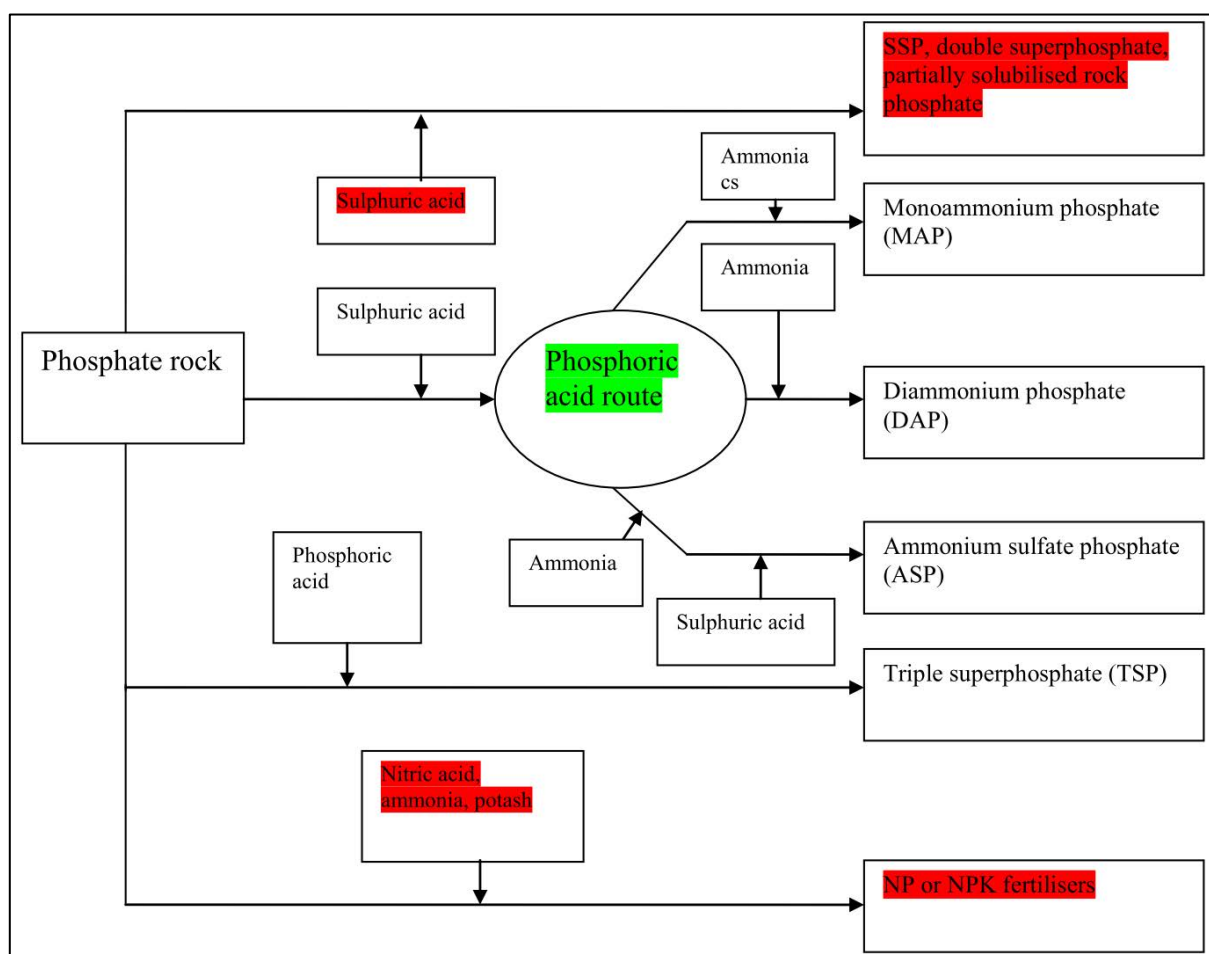 SSP, double superphosphate,
partially solubilised rock
phosphate
Ammonia
cs
Sulphuric acid
Monoammonium phosphate
(MAP)
Ammonia
Sulphuric acid
Phosphate rock
Phosphoric
acid route
Diammonium phosphate
(DAP)
Phosphoric
acid
Ammonia
Ammonium sulfate phosphate
(ASP)
Sulphuric acid
Triple superphosphate (TSP)
Nitric acid,
ammonia, potash
NP or NPK fertilisers